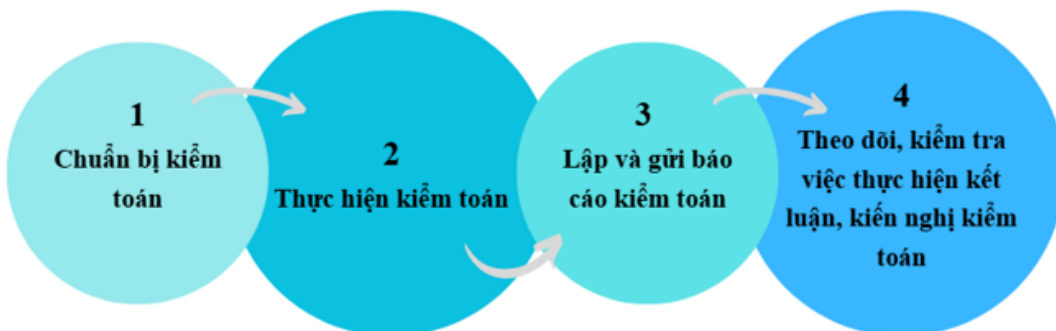 1
Chuẩn bị kiểm
toán
2
Thực hiện kiểm toán
3
Lập và gửi báo
cáo kiểm toán
4
Theo dõi, kiểm tra
việc thực hiện kết
luận, kiến nghị kiểm
toán